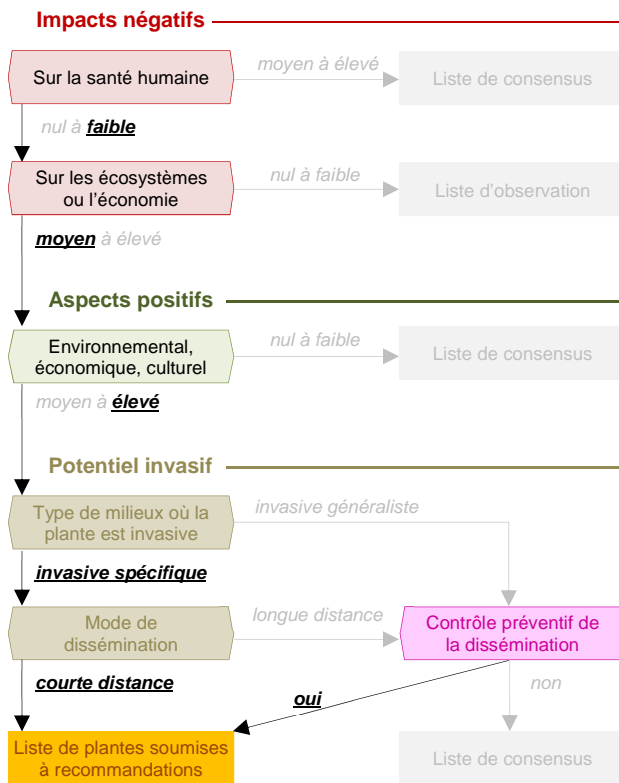 Impacts négatifs
Sur la santé humaine
moyen à élevé
Liste de consensus
nul à faible
Sur les écosystèmes
ou l'économie
nul à faible
Liste d'observation
moyen à élevé
Aspects positifs
Environnemental,
économique, culturel
nul à faible
Liste de consensus
moyen à élevé
Potentiel invasif
Type de milieux où la
plante est invasive
invasive généraliste
invasive spécifique
Mode de
dissémination
longue distance
Contrôle préventif de
la dissémination
courte distance
oui
non
Liste de plantes soumises
à recommandations
Liste de consensus